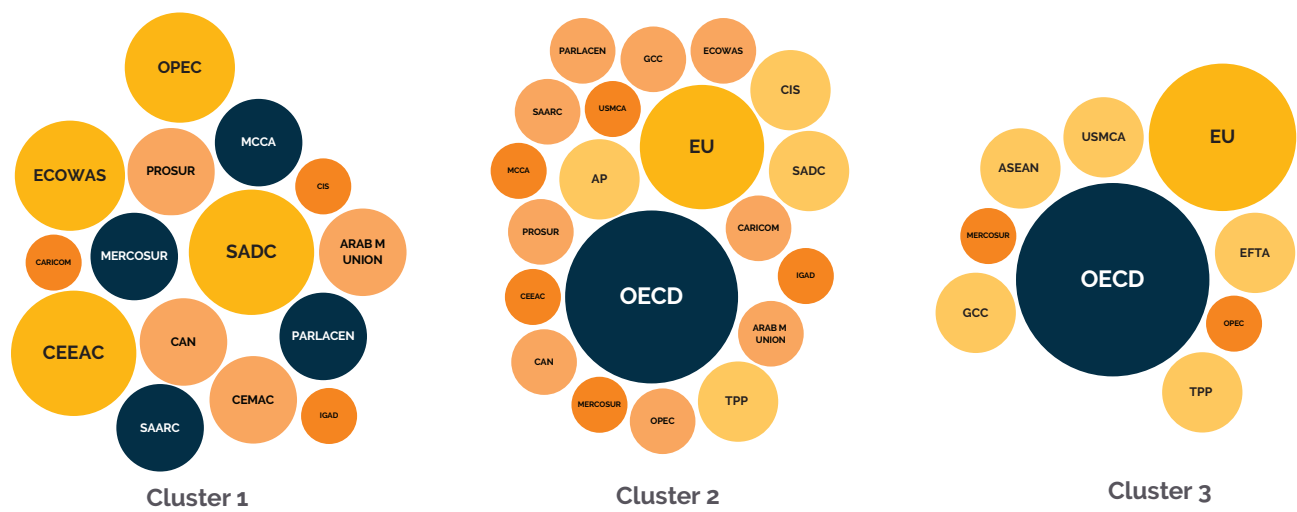 OPEC
MCCA
ECOWAS
PROSUR
CIS
CARICOM
MERCOSUR
SADC
ARAB M
UNION
CEEAC
CAN
PARLACEN
CEMAC
SAARC
IGAD
Cluster 1
PARLACEN
GCC
ECOWAS
SAARC
USMCA
CIS
EU
MCCA
AP
SADC
PROSUR
CARICOM
CEEAC
OECD
IGAD
ARAB M
UNION
CAN
MERCOSUR
OPEC
TPP
Cluster 2
USMCA
EU
ASEAN
MERCOSUR
EFTA
OECD
GCC
OPEC
TPP
Cluster 3